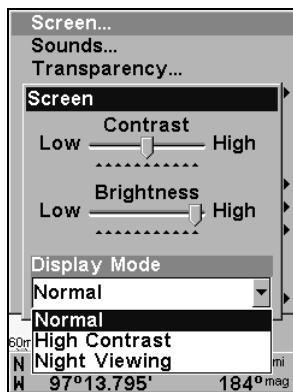 Screen...
Sounds...
Transparency...
Screen
Contrast
Low High
Brightness
Low High
Display Mode
Normal
Normal
High Contrast
Night Viewing
N mi
W 97°13.795' 184° mag